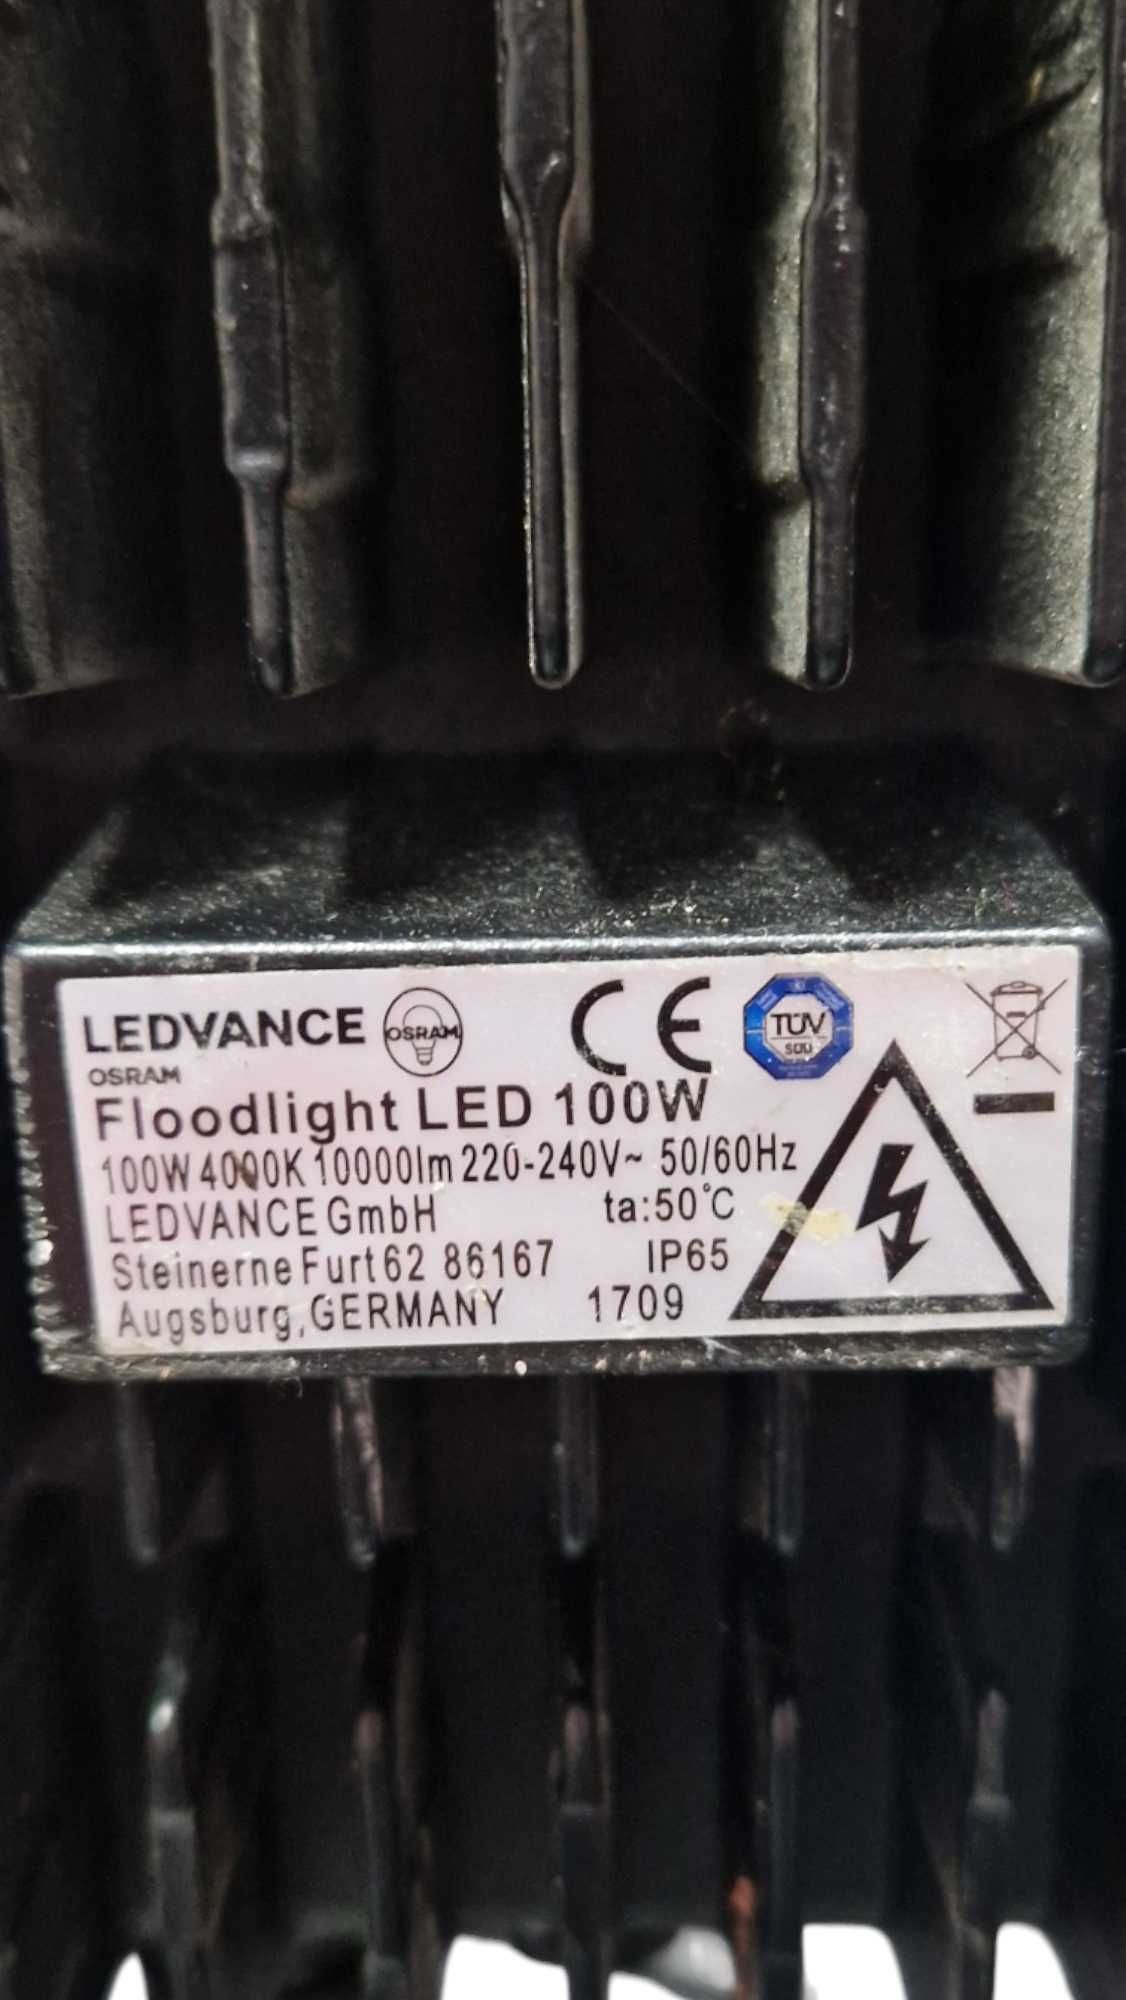 LEDVANCE OSRAM CE TÜV
OSRAM SÜD
Floodlight LED 100W
100W 4000K 10000lm 220-240V~ 50/60Hz
LEDVANCE GmbH ta:50°C
Steinerne Furt 62 86167 IP65
Augsburg, GERMANY 1709